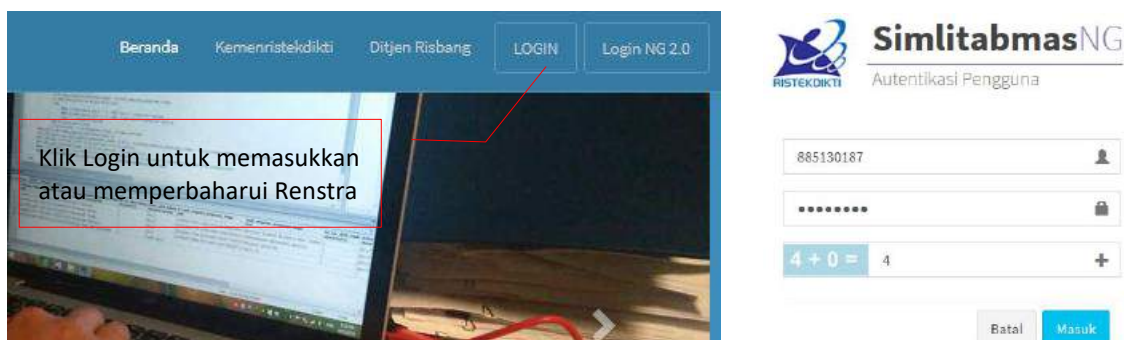 Beranda Kemenristekdikti Ditjen Risbang LOGIN Login NG 2.0
Klik Login untuk memasukkan
atau memperbaharui Renstra
RISTEKDIKTI
SimlitabmasNG
Autentikasi Pengguna
885130187
••••••••
4 + 0 = 4
Batal Masuk